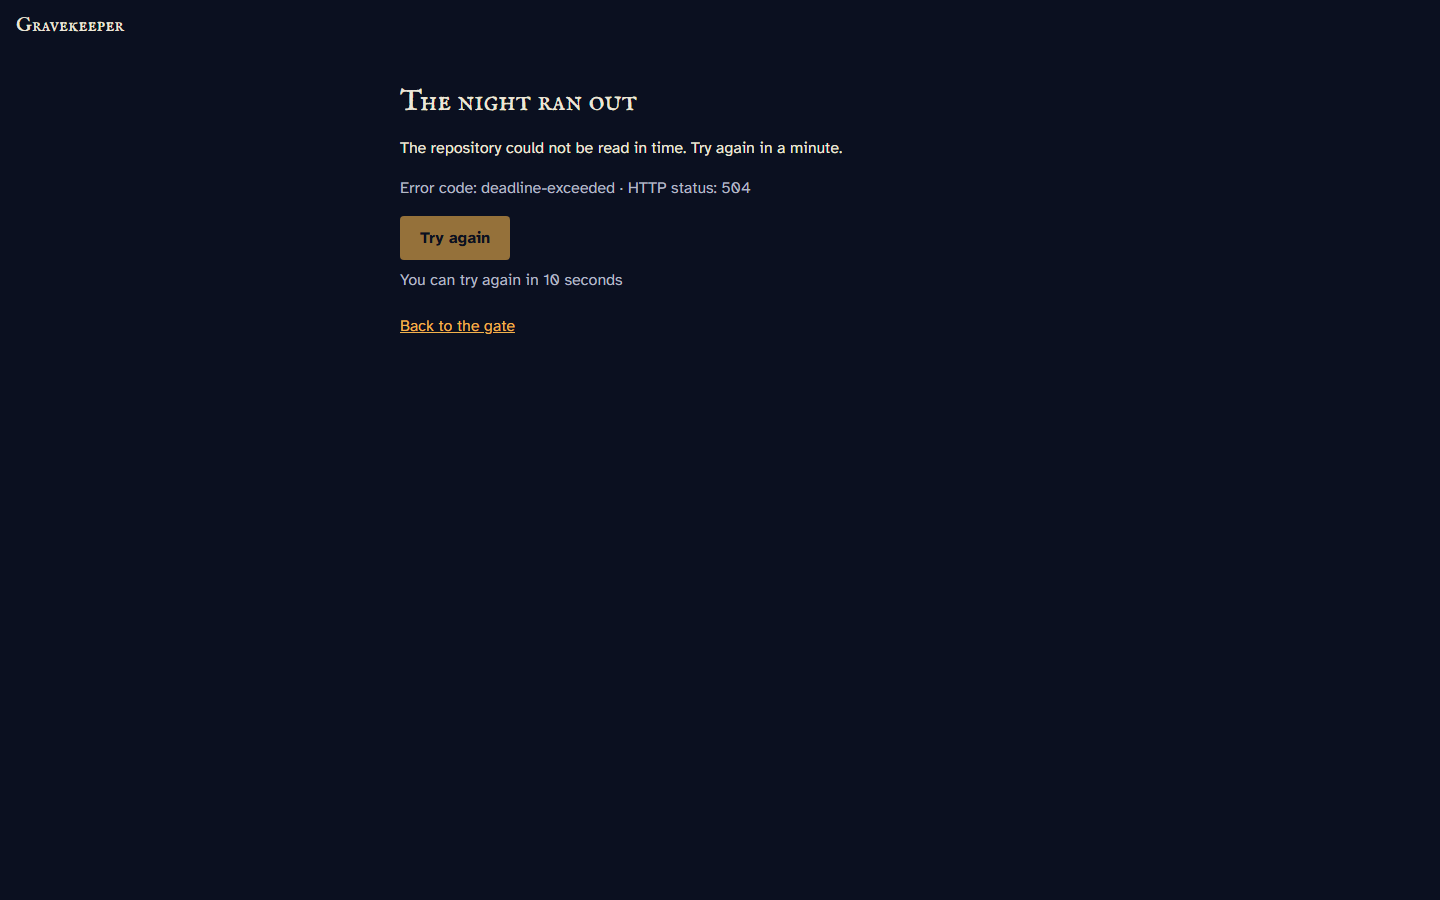 Gravekeeper
The night ran out
The repository could not be read in time. Try again in a minute.
Error code: deadline-exceeded · HTTP status: 504
Try again
You can try again in 10 seconds
Back to the gate